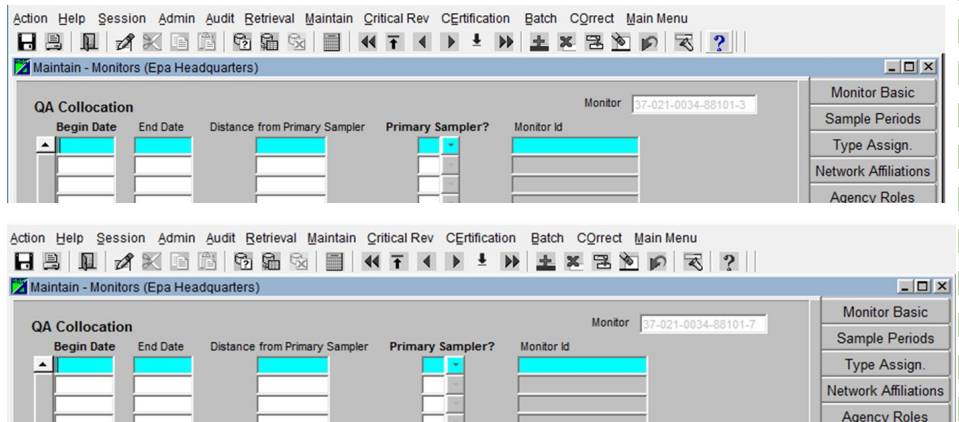 Action Help Session Admin Audit Retrieval Maintain Critical Rev CErtification Batch COrrect Main Menu
?
Maintain - Monitors (Epa Headquarters)
Monitor 37-021-0034-88101-3
QA Collocation
Begin Date End Date Distance from Primary Sampler Primary Sampler? Monitor Id
Monitor Basic
Sample Periods
Type Assign.
Network Affiliations
Agency Roles
Action Help Session Admin Audit Retrieval Maintain Critical Rev CErtification Batch COrrect Main Menu
?
Maintain - Monitors (Epa Headquarters)
Monitor 37-021-0034-88101-7
QA Collocation
Begin Date End Date Distance from Primary Sampler Primary Sampler? Monitor Id
Monitor Basic
Sample Periods
Type Assign.
Network Affiliations
Agency Roles